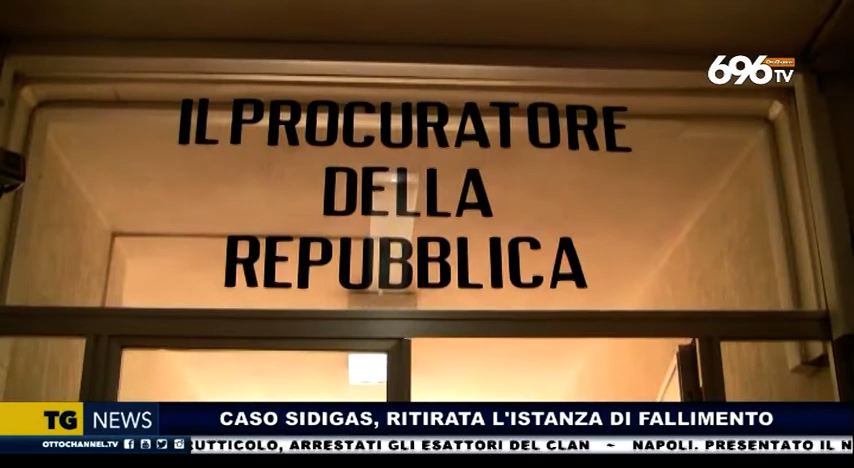 696 TV
OttoChannel
IL PROCURATORE
DELLA
REPUBBLICA
TG NEWS
CASO SIDIGAS, RITIRATA L'ISTANZA DI FALLIMENTO
OTTOCHANNEL.TV
RUTTICOLO, ARRESTATI GLI ESATTORI DEL CLAN ~ NAPOLI. PRESENTATO IL N